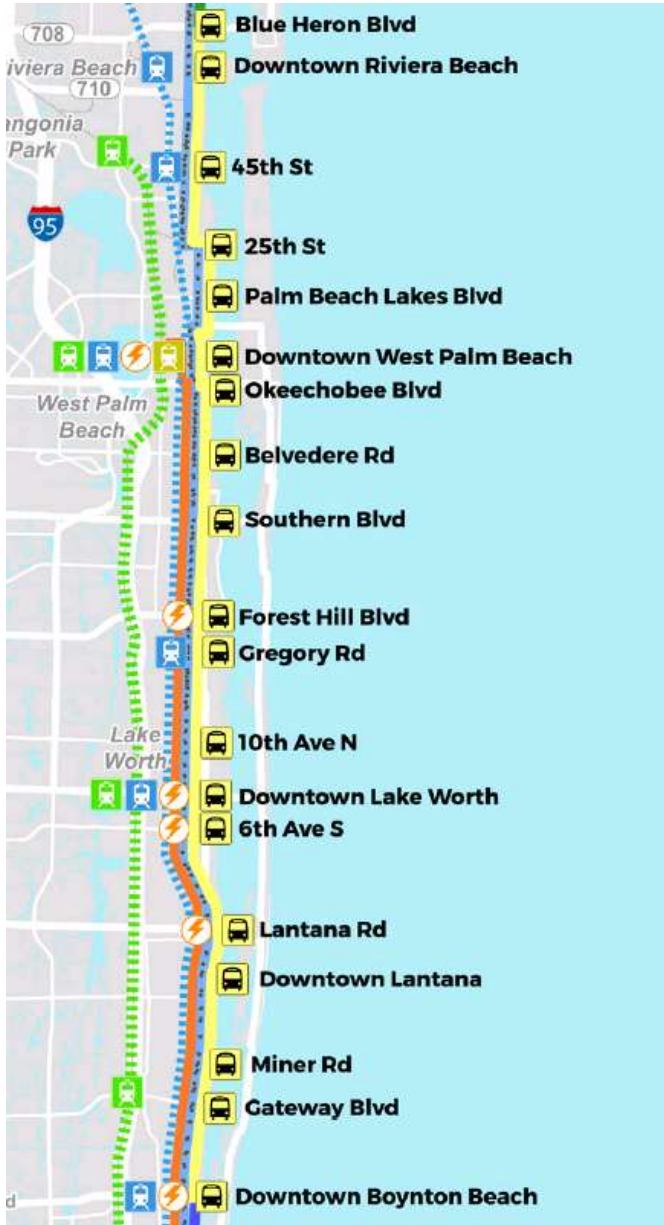 Blue Heron Blvd
708
Downtown Riviera Beach
iviera Beach
710
angonia
Park
45th St
95
25th St
Palm Beach Lakes Blvd
Downtown West Palm Beach
Okeechobee Blvd
West Palm
Beach
Belvedere Rd
Southern Blvd
Forest Hill Blvd
Gregory Rd
Lake
Worth
10th Ave N
Downtown Lake Worth
6th Ave S
Lantana Rd
Downtown Lantana
Miner Rd
Gateway Blvd
Downtown Boynton Beach
d